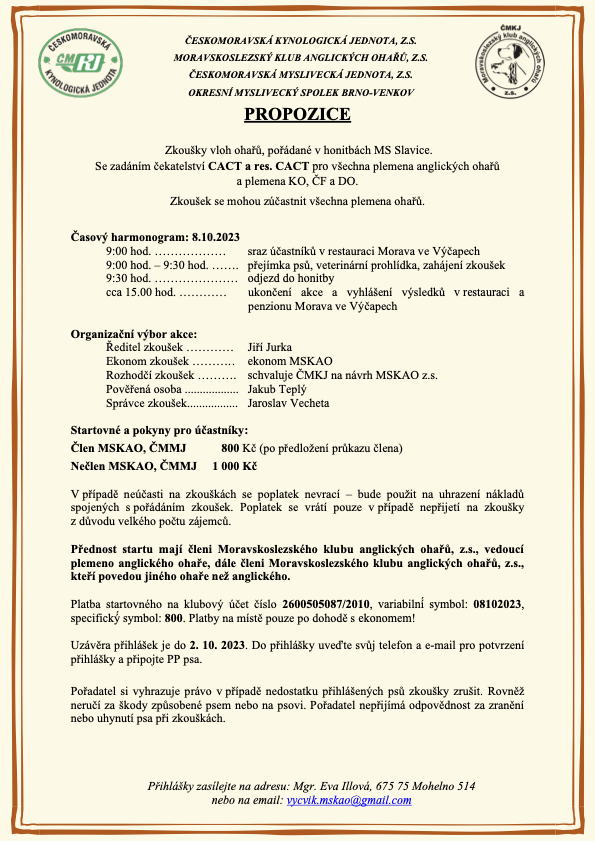 ČESKOMORAVSKÁ
ČMKJ
KYNOLOGICKÁ JEDNOTA
ČMKJ
Moravskoslezský klub anglických ohařů
z.s.
ČESKOMORAVSKÁ KYNOLOGICKÁ JEDNOTA, Z.S.
MORAVSKOSLEZSKÝ KLUB ANGLICKÝCH OHAŘŮ, Z.S.
ČESKOMORAVSKÁ MYSLIVECKÁ JEDNOTA, Z.S.
OKRESNÍ MYSLIVECKÝ SPOLEK BRNO-VENKOV
PROPOZICE
Zkoušky vloh ohařů, pořádané v honitbách MS Slavice.
Se zadáním čekatelství CACT a res. CACT pro všechna plemena anglických ohařů
a plemena KO, ČF a DO.
Zkoušek se mohou zúčastnit všechna plemena ohařů.
Časový harmonogram: 8.10.2023
9:00 hod. ……………… sraz účastníků v restauraci Morava ve Výčapech
9:00 hod. – 9:30 hod. ……. přejímka psů, veterinární prohlídka, zahájení zkoušek
9:30 hod. ………………… odjezd do honitby
cca 15.00 hod. ………… ukončení akce a vyhlášení výsledků v restauraci a
penzionu Morava ve Výčapech
Organizační výbor akce:
Ředitel zkoušek ………… Jiří Jurka
Ekonom zkoušek ……….. ekonom MSKAO
Rozhodčí zkoušek ………. schvaluje ČMKJ na návrh MSKAO z.s.
Pověřená osoba .................. Jakub Teplý
Správce zkoušek................. Jaroslav Vecheta
Startovné a pokyny pro účastníky:
Člen MSKAO, ČMMJ 800 Kč (po předložení průkazu člena)
Nečlen MSKAO, ČMMJ 1 000 Kč
V případě neúčasti na zkouškách se poplatek nevrací – bude použit na uhrazení nákladů
spojených s pořádáním zkoušek. Poplatek se vrátí pouze v případě nepřijetí na zkoušky
z důvodu velkého počtu zájemců.
Přednost startu mají členi Moravskoslezského klubu anglických ohařů, z.s., vedoucí
plemeno anglického ohaře, dále členi Moravskoslezského klubu anglických ohařů, z.s.,
kteří povedou jiného ohaře než anglického.
Platba startovného na klubový účet číslo 2600505087/2010, variabilní symbol: 08102023,
specifický symbol: 800. Platby na místě pouze po dohodě s ekonomem!
Uzávěra přihlášek je do 2. 10. 2023. Do přihlášky uveďte svůj telefon a e-mail pro potvrzení
přihlášky a připojte PP psa.
Pořadatel si vyhrazuje právo v případě nedostatku přihlášených psů zkoušky zrušit. Rovněž
neručí za škody způsobené psem nebo na psovi. Pořadatel nepřijímá odpovědnost za zranění
nebo uhynutí psa při zkouškách.
Přihlášky zasílejte na adresu: Mgr. Eva Illová, 675 75 Mohelno 514
nebo na email: vycvik.mskao@gmail.com